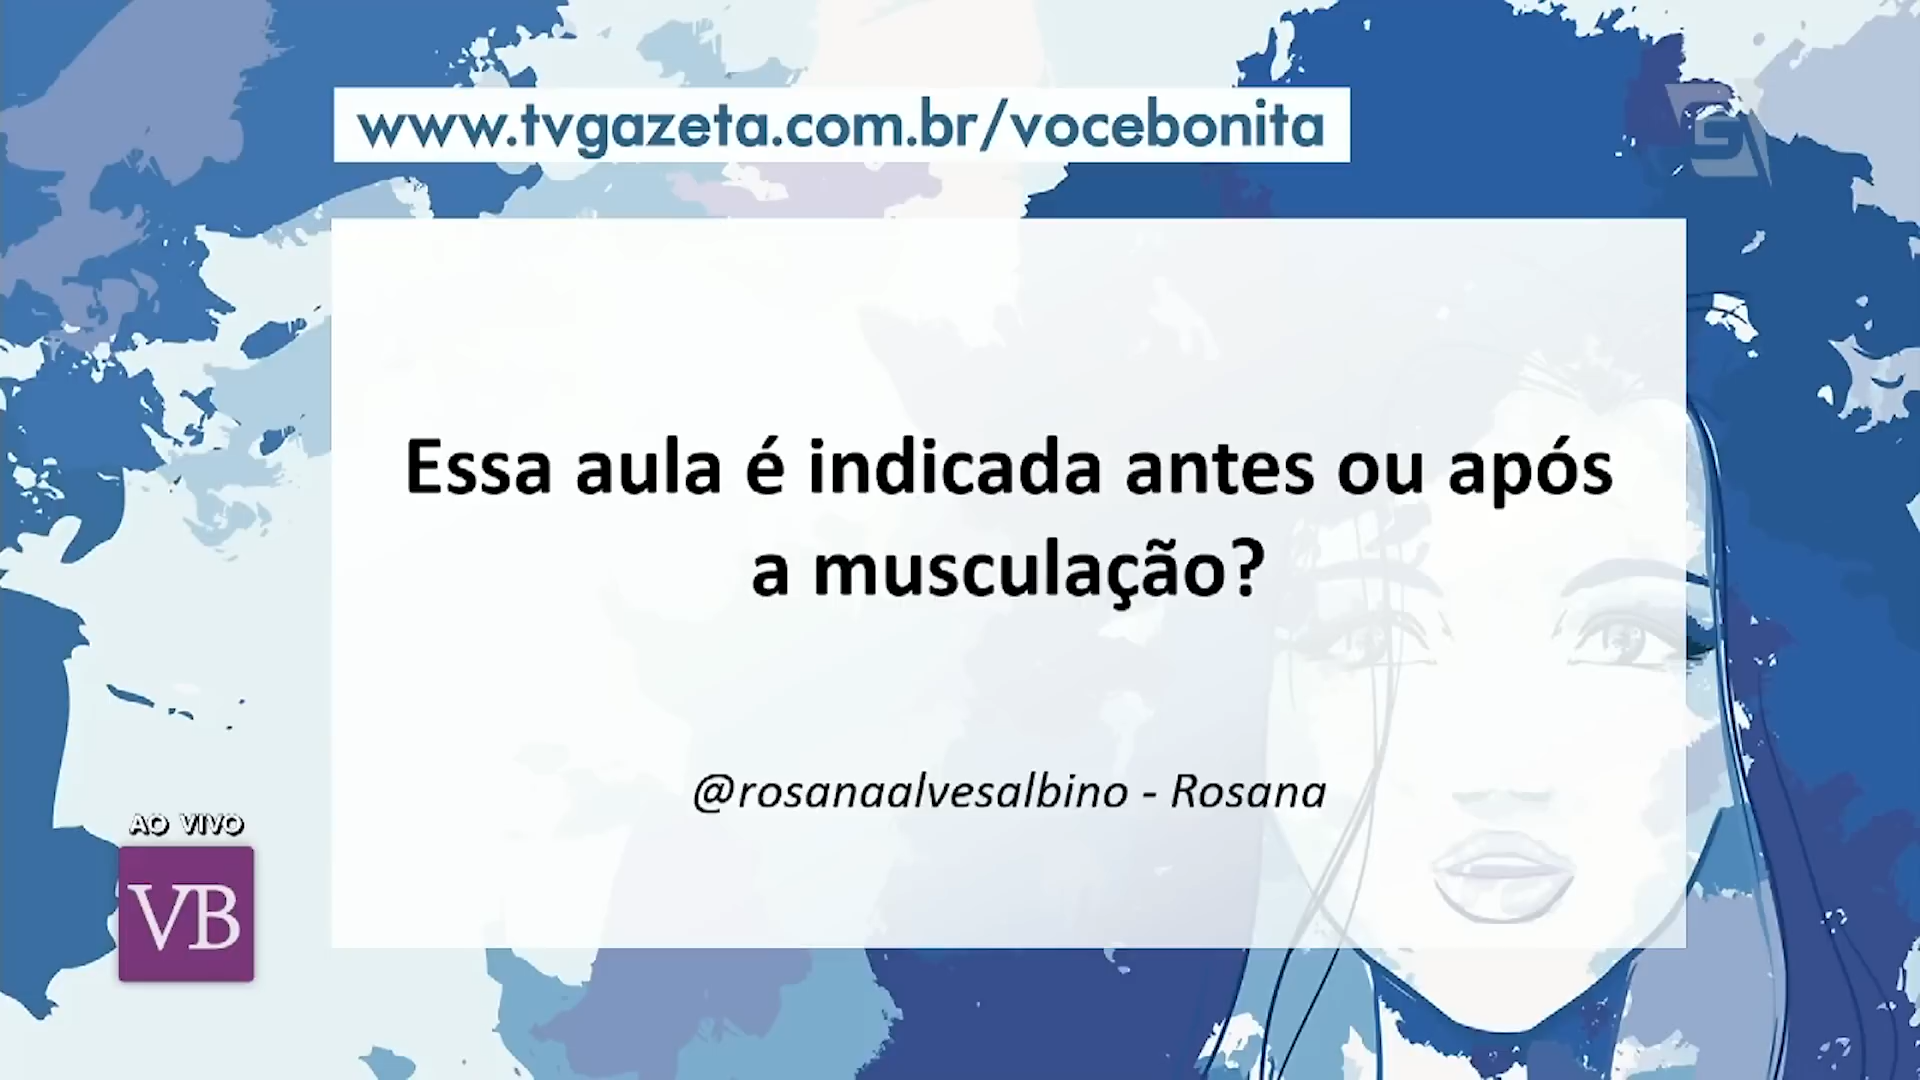 www.tvgazeta.com.br/vocebonita
Essa aula é indicada antes ou após
a musculação?
@rosanaalvesalbino - Rosana
AO VIVO
VB